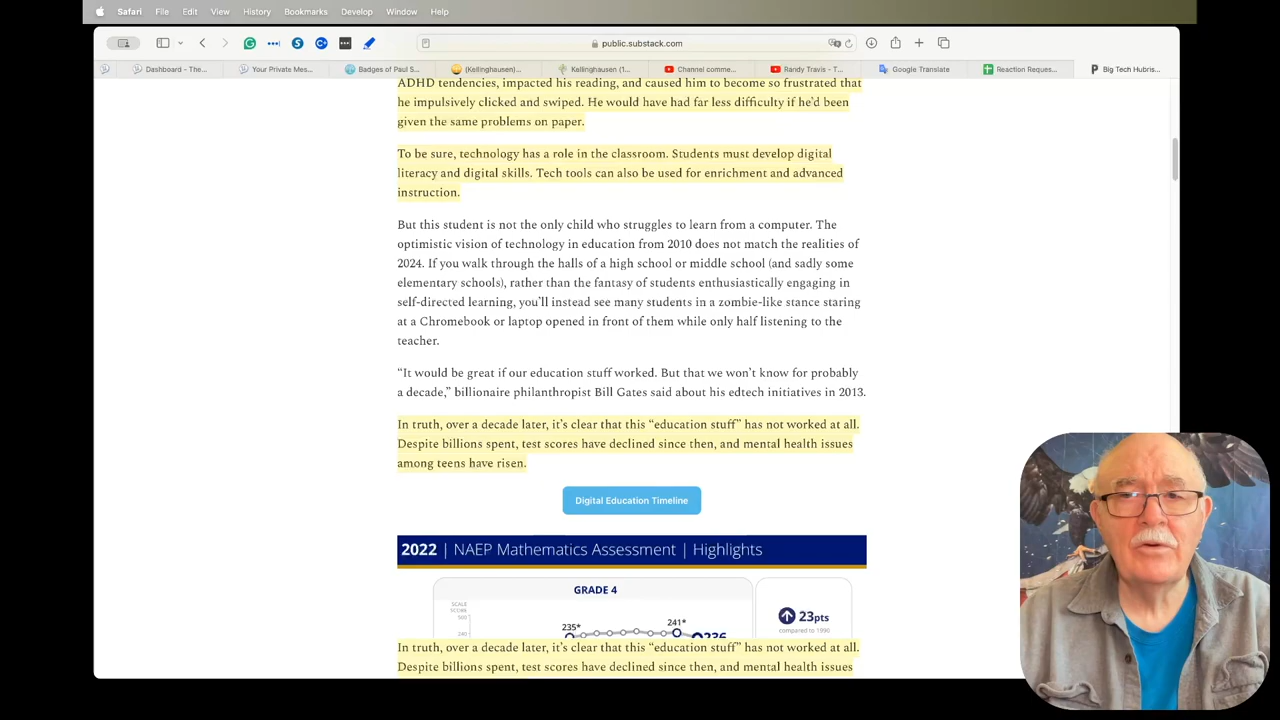 Safari File Edit View History Bookmarks Develop Window Help
public.substack.com
Dashboard - The... Your Private Mes... Badges of Paul S... (Kellinghausen)... Kellinghausen (1... Channel comme... Randy Travis - T... Google Translate Reaction Reques... Big Tech Hubris...
ADHD tendencies, impacted his reading, and caused him to become so frustrated that
he impulsively clicked and swiped. He would have had far less difficulty if he’d been
given the same problems on paper.
To be sure, technology has a role in the classroom. Students must develop digital
literacy and digital skills. Tech tools can also be used for enrichment and advanced
instruction.
But this student is not the only child who struggles to learn from a computer. The
optimistic vision of technology in education from 2010 does not match the realities of
2024. If you walk through the halls of a high school or middle school (and sadly some
elementary schools), rather than the fantasy of students enthusiastically engaging in
self-directed learning, you’ll instead see many students in a zombie-like stance staring
at a Chromebook or laptop opened in front of them while only half listening to the
teacher.
“It would be great if our education stuff worked. But that we won’t know for probably
a decade,” billionaire philanthropist Bill Gates said about his edtech initiatives in 2013.
In truth, over a decade later, it’s clear that this “education stuff” has not worked at all.
Despite billions spent, test scores have declined since then, and mental health issues
among teens have risen.
Digital Education Timeline
2022 | NAEP Mathematics Assessment | Highlights
GRADE 4
SCALE
SCORE
500
240
235*
241*
236
23pts
compared to 1990
In truth, over a decade later, it’s clear that this “education stuff” has not worked at all.
Despite billions spent, test scores have declined since then, and mental health issues